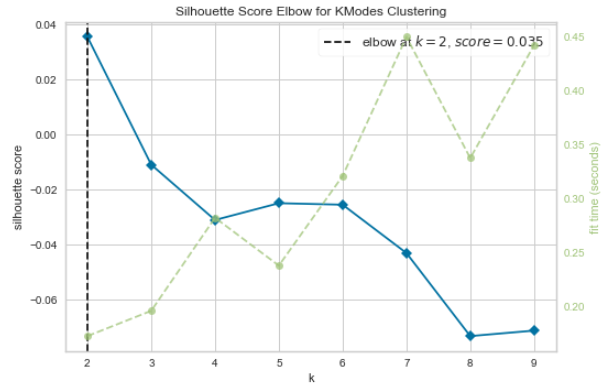 Silhouette Score Elbow for KModes Clustering
elbow at k = 2, score = 0.035
0.04
0.02
0.00
−0.02
−0.04
−0.06
silhouette score
0.45
0.40
0.35
0.30
0.25
0.20
fit time (seconds)
2 3 4 5 6 7 8 9
k